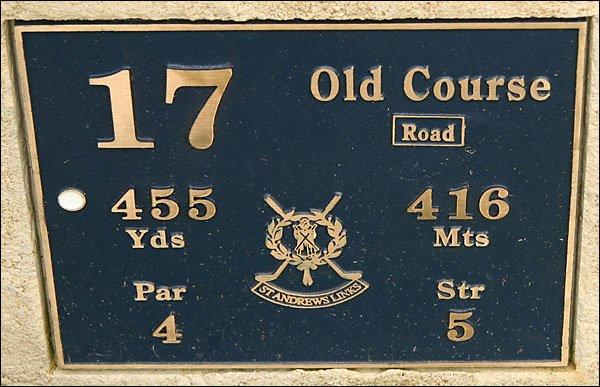 17
Old Course
Road
455
Yds
416
Mts
ST ANDREWS LINKS
Par
4
Str
5